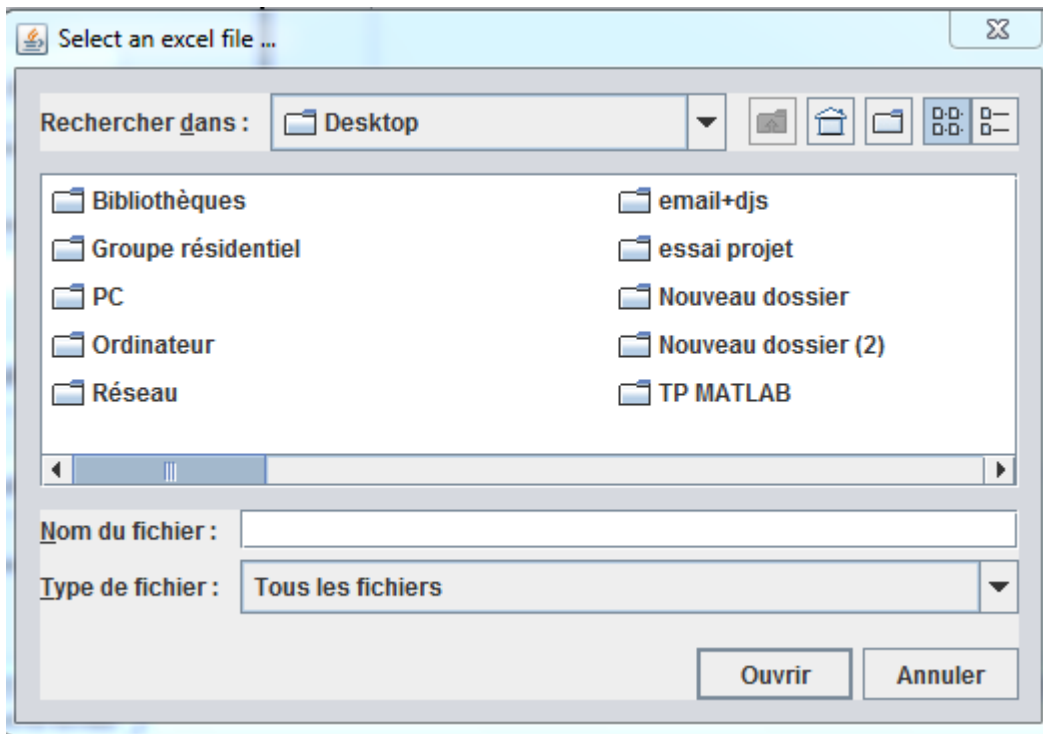 Select an excel file ...
Rechercher dans : Desktop
Bibliothèques
Groupe résidentiel
PC
Ordinateur
Réseau
email+djs
essai projet
Nouveau dossier
Nouveau dossier (2)
TP MATLAB
Nom du fichier :
Type de fichier : Tous les fichiers
Ouvrir Annuler